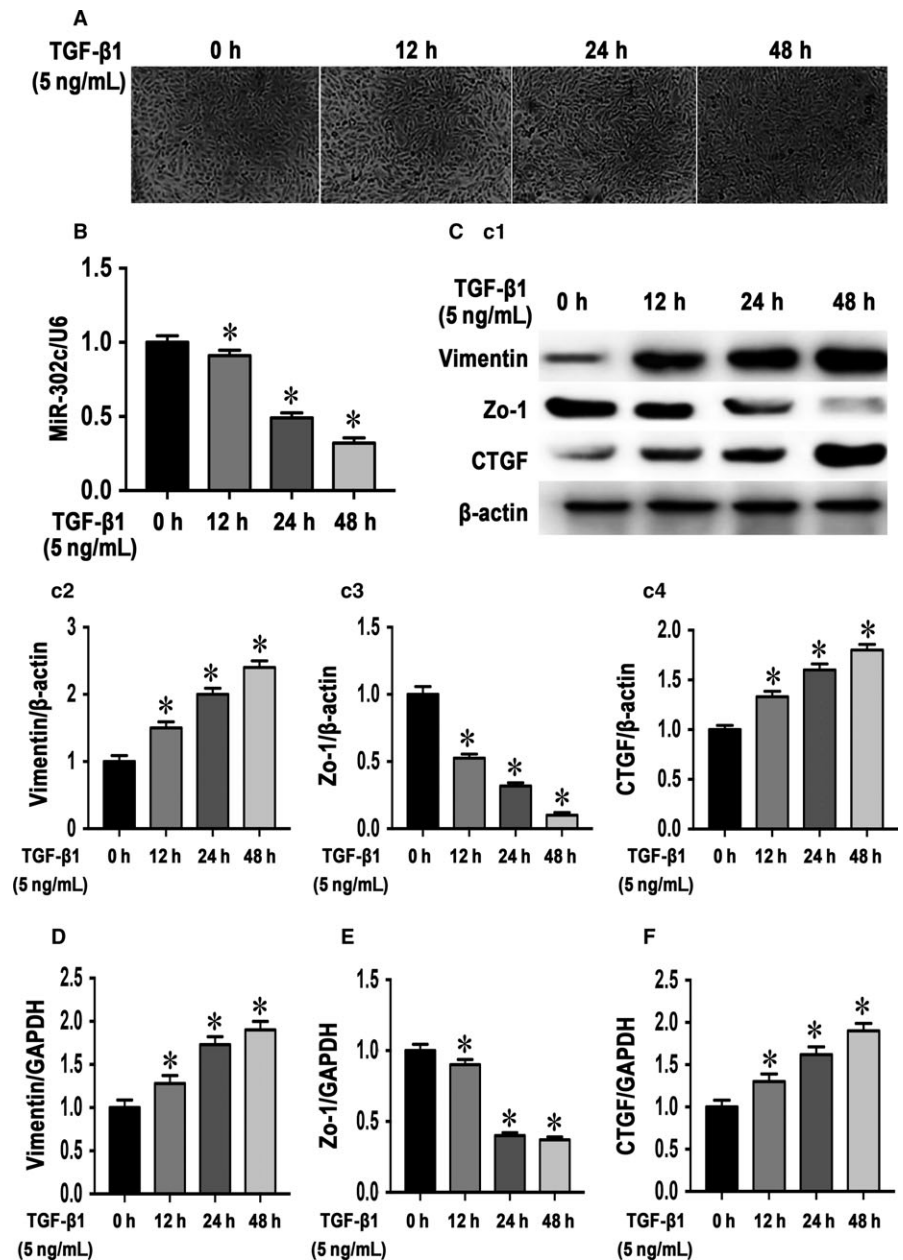 A
TGF-β1 0 h 12 h 24 h 48 h
(5 ng/mL)
B
MiR-302c/U6
1.5
1.0
0.5
0.0
* * *
TGF-β1 0 h 12 h 24 h 48 h
(5 ng/mL)
C c1
TGF-β1 0 h 12 h 24 h 48 h
(5 ng/mL)
Vimentin
Zo-1
CTGF
β-actin
c2
Vimentin/β-actin
3
2
1
0
* * *
TGF-β1 0 h 12 h 24 h 48 h
(5 ng/mL)
c3
Zo-1/β-actin
1.5
1.0
0.5
0.0
* * *
TGF-β1 0 h 12 h 24 h 48 h
(5 ng/mL)
c4
CTGF/β-actin
2.0
1.5
1.0
0.5
0.0
* * *
TGF-β1 0 h 12 h 24 h 48 h
(5 ng/mL)
D
Vimentin/GAPDH
2.5
2.0
1.5
1.0
0.5
0.0
* * *
TGF-β1 0 h 12 h 24 h 48 h
(5 ng/mL)
E
Zo-1/GAPDH
1.5
1.0
0.5
0.0
* * *
TGF-β1 0 h 12 h 24 h 48 h
(5 ng/mL)
F
CTGF/GAPDH
2.5
2.0
1.5
1.0
0.5
0.0
* * *
TGF-β1 0 h 12 h 24 h 48 h
(5 ng/mL)